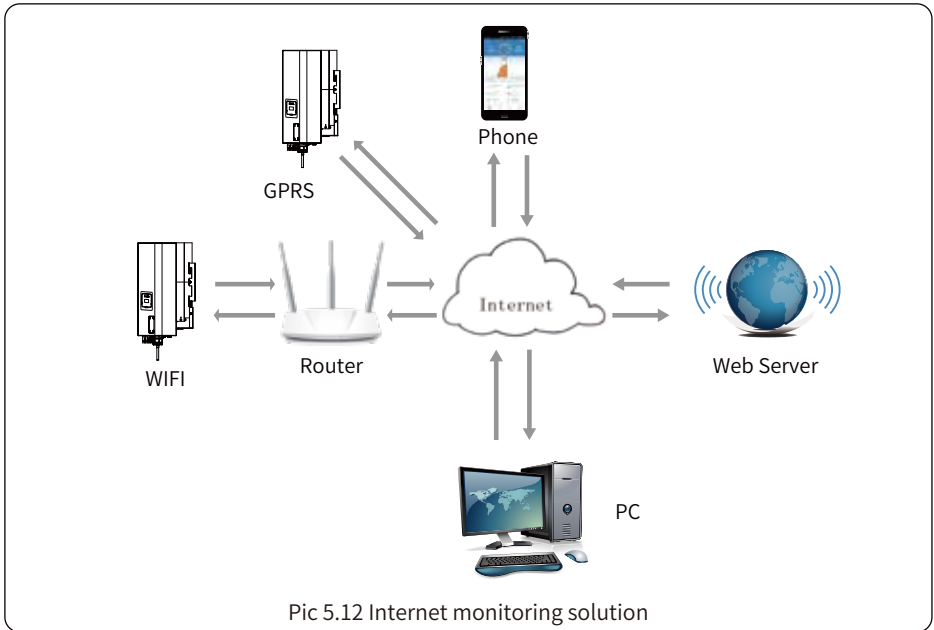 Phone
GPRS
Internet
WIFI
Router
Web Server
PC
Pic 5.12 Internet monitoring solution